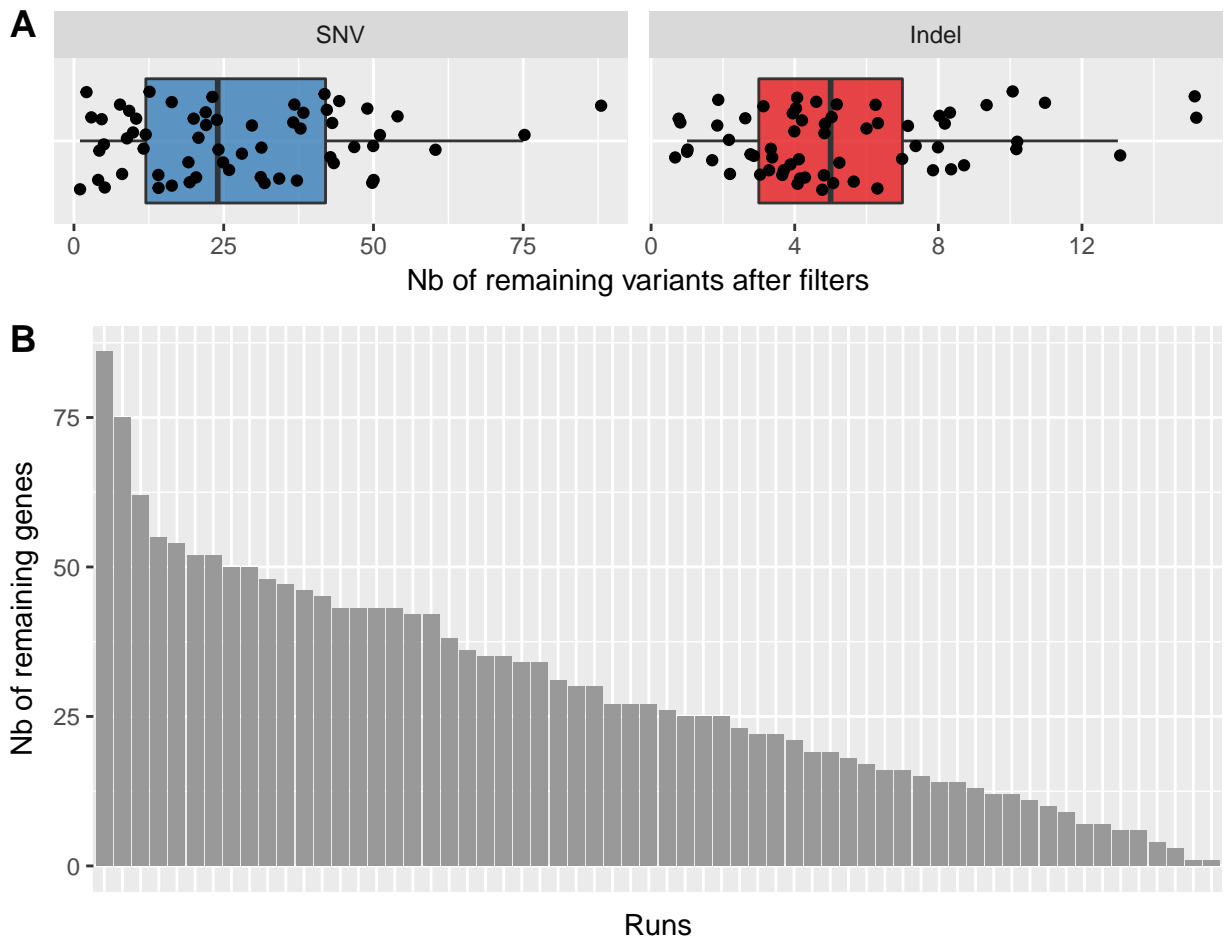 A
SNV
Indel
0 25 50 75
0 4 8 12
Nb of remaining variants after filters
B
Nb of remaining genes
75
50
25
0
Runs